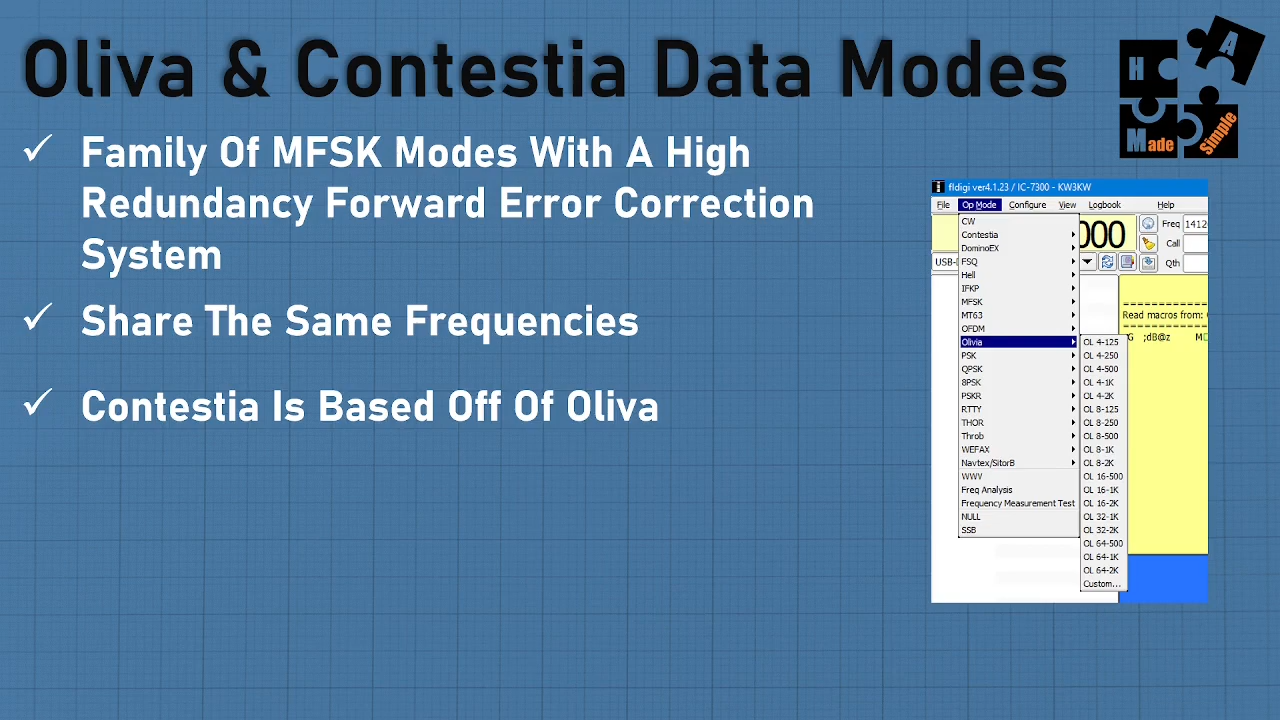 Oliva & Contestia Data Modes
H A
Made Simple
✓ Family Of MFSK Modes With A High
Redundancy Forward Error Correction
System
✓ Share The Same Frequencies
✓ Contestia Is Based Off Of Oliva
fldigi ver4.1.23 / IC-7300 - KW3KW
File Op Mode Configure View Logbook Help
CW
Contestia
DominoEX
FSQ
Hell
IFKP
MFSK
MT63
OFDM
Olivia
PSK
QPSK
8PSK
PSKR
RTTY
THOR
Throb
WEFAX
Navtex/SitorB
WWV
Freq Analysis
Frequency Measurement Test
NULL
SSB
000
Freq 1412
Call
USB-
Qth
Read macros from:
;dB@z M
OL 4-125
OL 4-250
OL 4-500
OL 4-1K
OL 4-2K
OL 8-125
OL 8-250
OL 8-500
OL 8-1K
OL 8-2K
OL 16-500
OL 16-1K
OL 16-2K
OL 32-1K
OL 32-2K
OL 64-500
OL 64-1K
OL 64-2K
Custom...